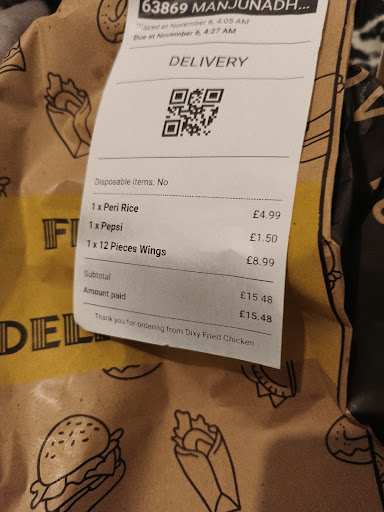 63869 MANJUNADH...
Placed at November 6, 4:05 AM
Due at November 6, 4:27 AM
DELIVERY
Disposable items: No
1 x Peri Rice £4.99
1 x Pepsi £1.50
1 x 12 Pieces Wings £8.99
Subtotal £15.48
Amount paid £15.48
Thank you for ordering from Dixy Fried Chicken